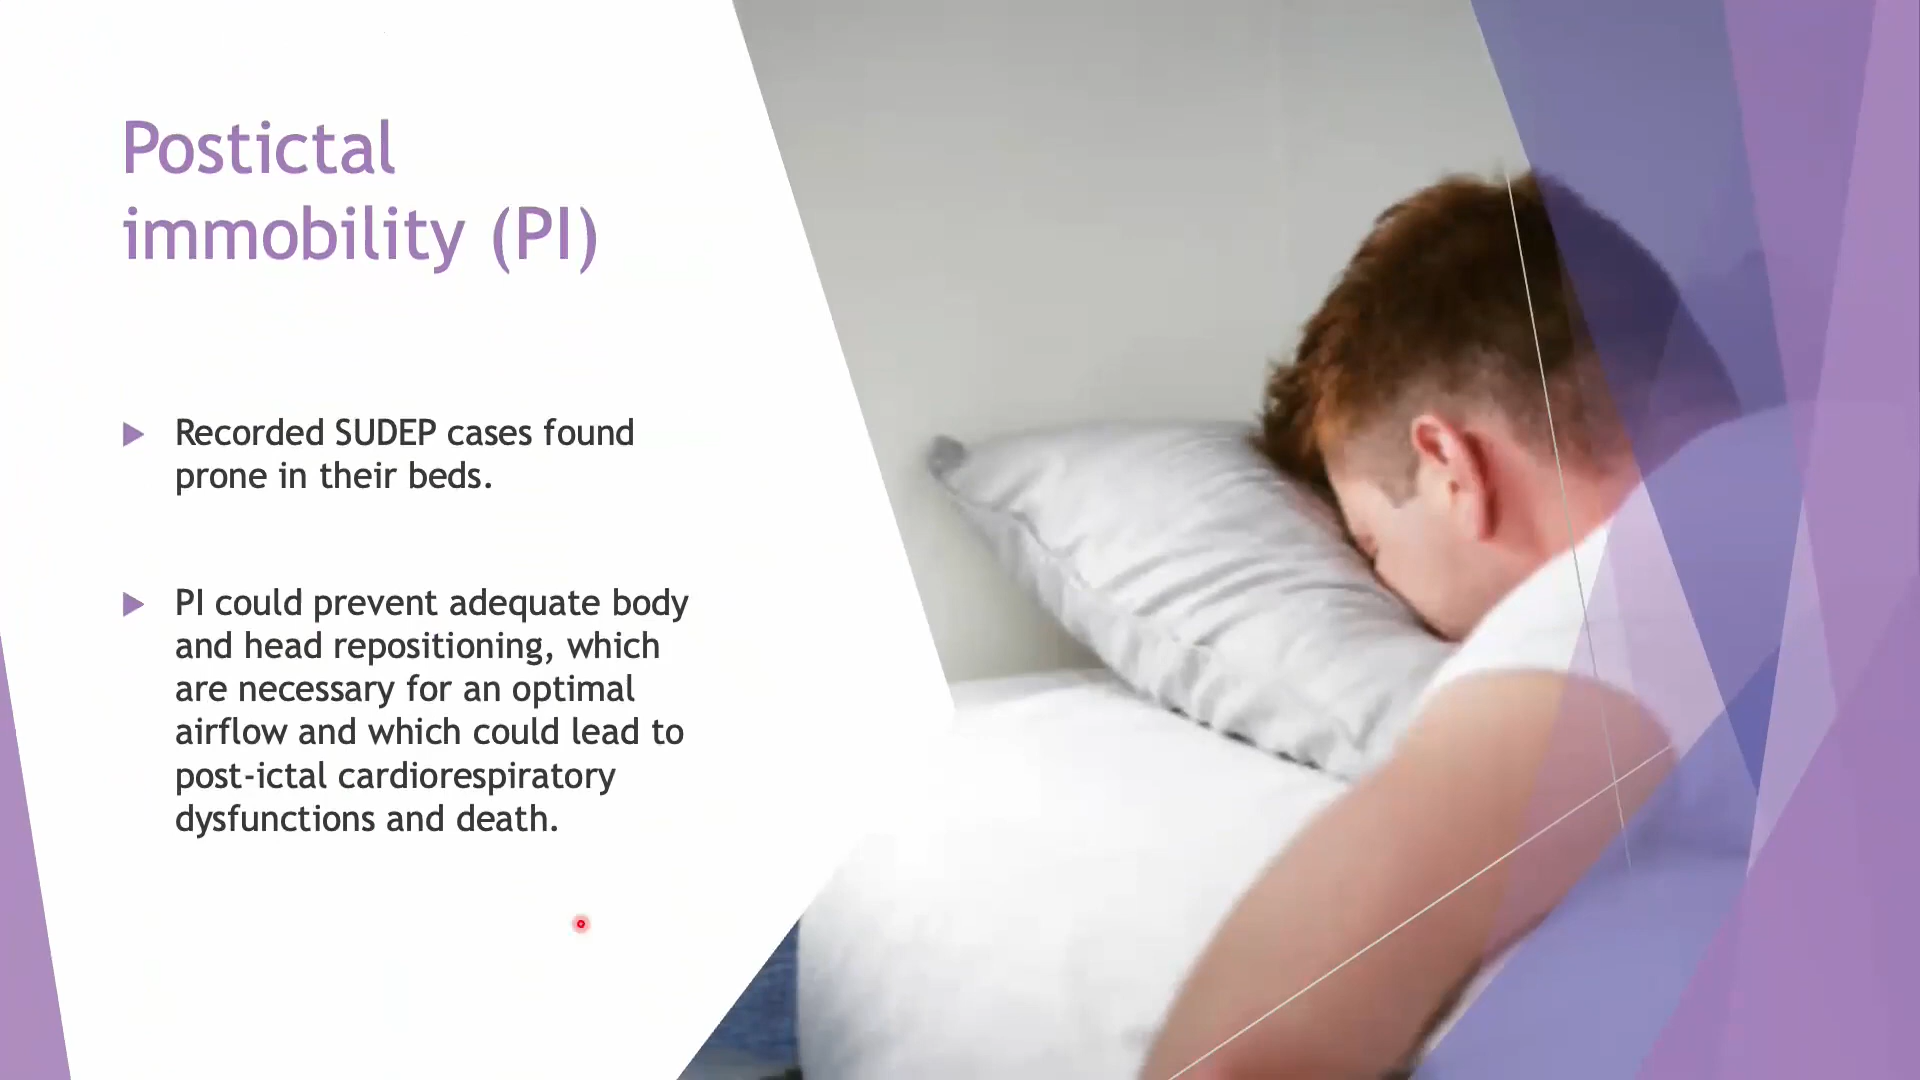 Postictal
immobility (PI)
Recorded SUDEP cases found
prone in their beds.
PI could prevent adequate body
and head repositioning, which
are necessary for an optimal
airflow and which could lead to
post-ictal cardiorespiratory
dysfunctions and death.